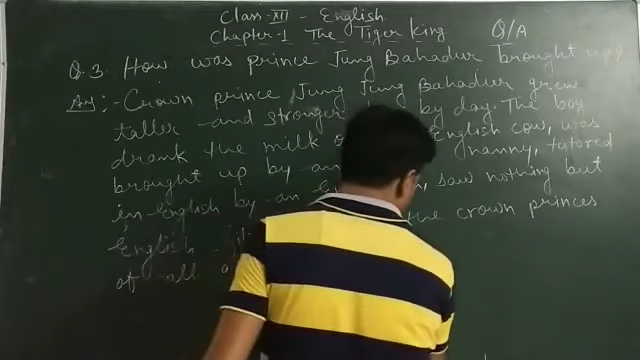 Class-XII - English
Chapter-1 The Tiger King Q/A
Q.3. How was prince Jung Bahadur brought up?
Ans:- Crown prince Jung Jung Bahadur grew
taller and stronger by day. The boy
drank the milk English cow, was
brought up by an nanny, tutored
in English by an saw nothing but
English the crown princes
of all